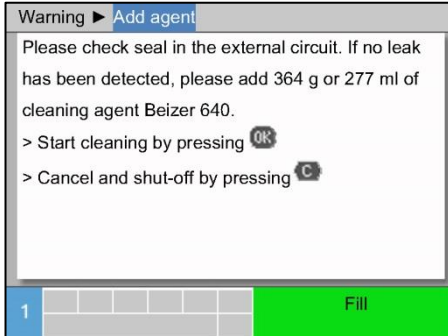 Warning ► Add agent
Please check seal in the external circuit. If no leak
has been detected, please add 364 g or 277 ml of
cleaning agent Beizer 640.
> Start cleaning by pressing OK
> Cancel and shut-off by pressing C
1
Fill